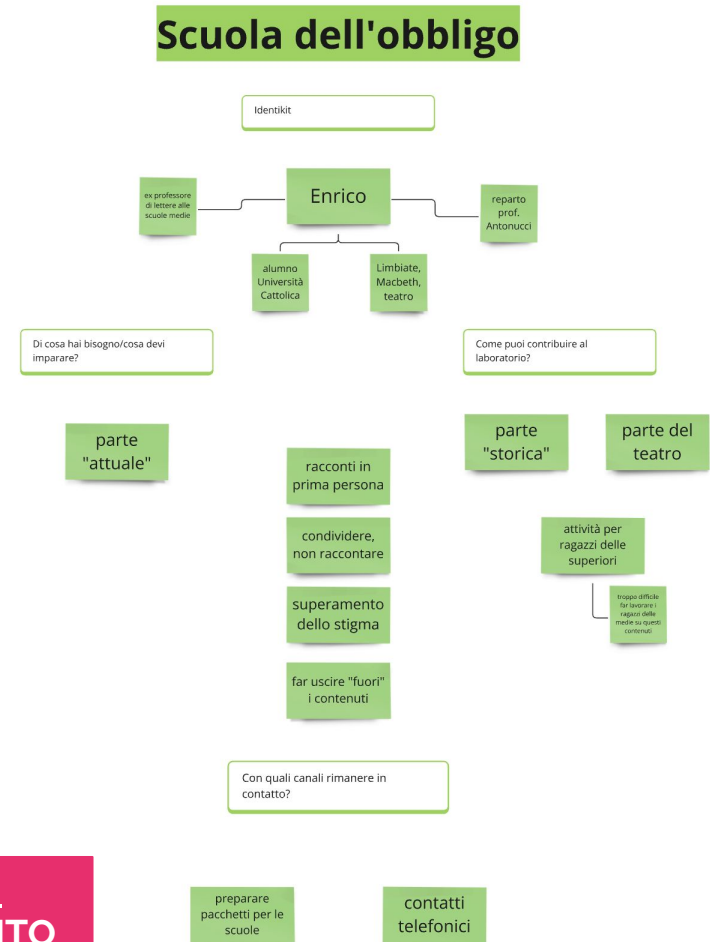 Scuola dell'obbligo
Identikit
ex professore
di lettere alle
scuole medie
Enrico
reparto
prof.
Antonucci
alumno
Università
Cattolica
Limbiate,
Macbeth,
teatro
Di cosa hai bisogno/cosa devi
imparare?
Come puoi contribuire al
laboratorio?
parte
"attuale"
racconti in
prima persona
condividere,
non raccontare
superamento
dello stigma
far uscire "fuori"
i contenuti
parte
"storica"
parte del
teatro
attività per
ragazzi delle
superiori
troppo difficile
far lavorare i
ragazzi delle
medie su questi
contenuti
Con quali canali rimanere in
contatto?
preparare
pacchetti per le
scuole
contatti
telefonici